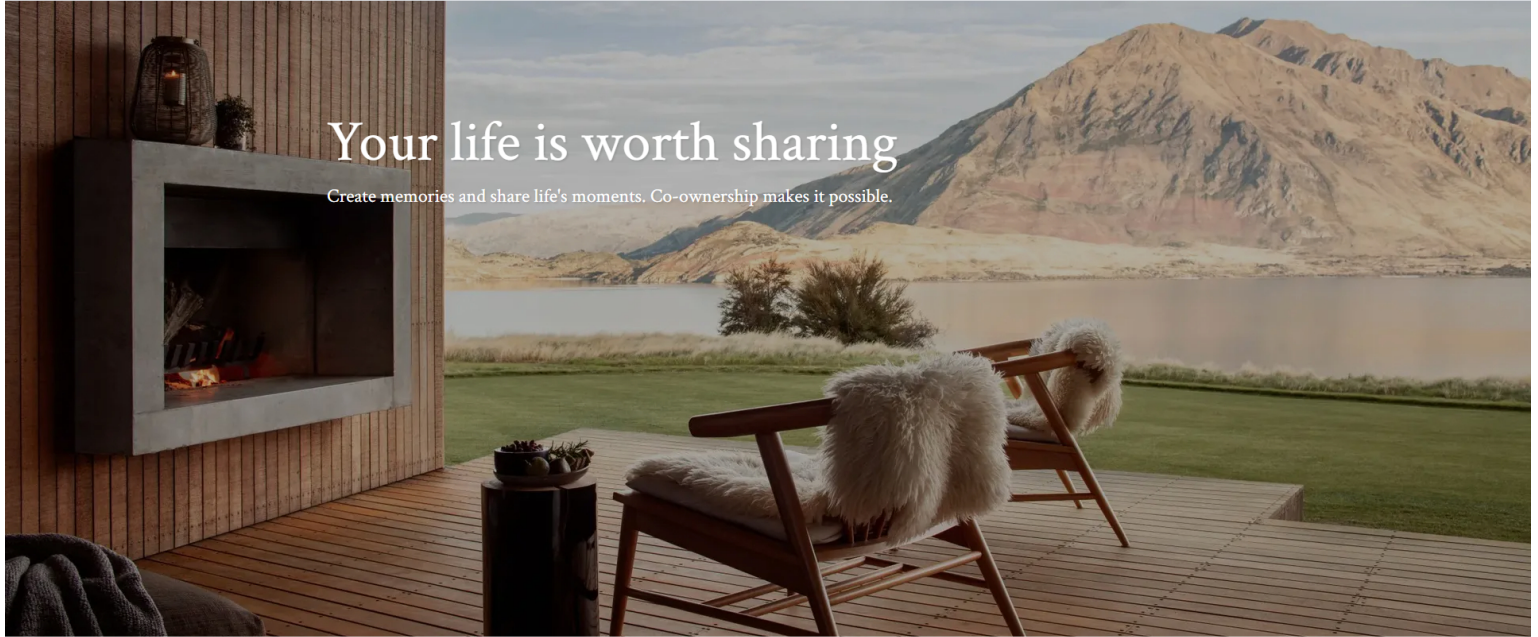 Your life is worth sharing
Create memories and share life's moments. Co-ownership makes it possible.